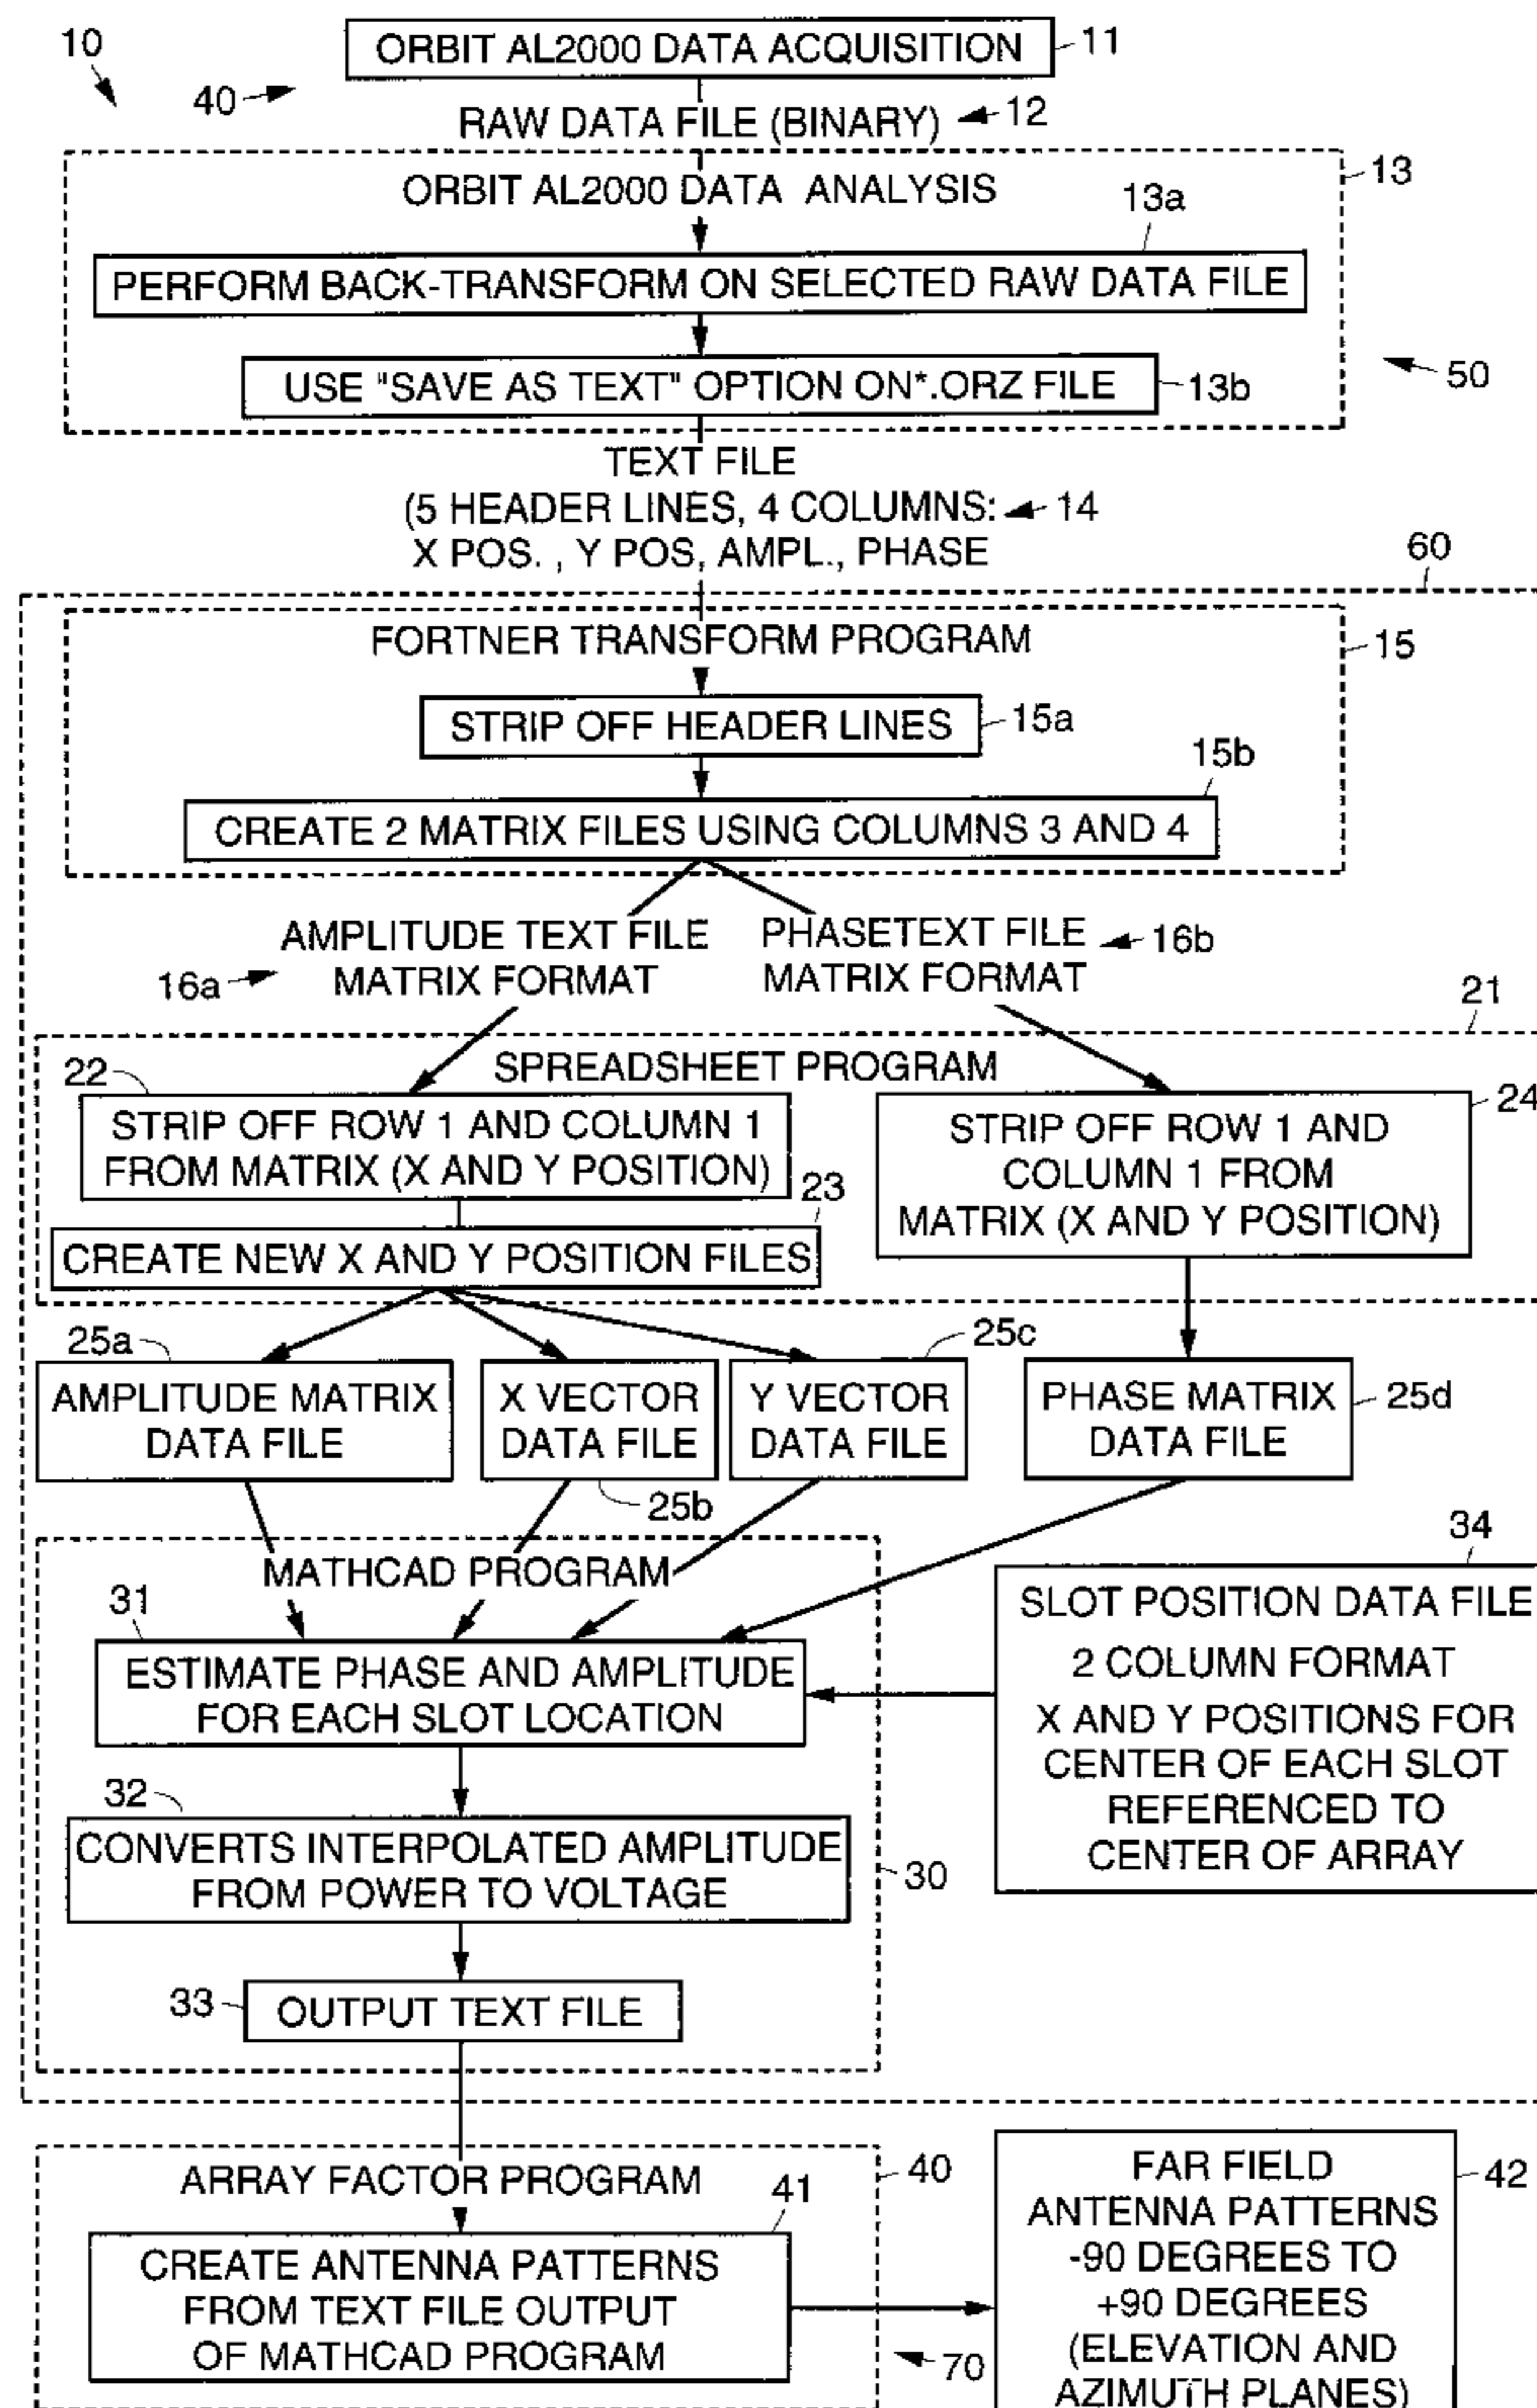 10
ORBIT AL2000 DATA ACQUISITION
11
40
RAW DATA FILE (BINARY)
12
ORBIT AL2000 DATA ANALYSIS
13
13a
PERFORM BACK-TRANSFORM ON SELECTED RAW DATA FILE
USE "SAVE AS TEXT" OPTION ON*.ORZ FILE
13b
50
TEXT FILE
(5 HEADER LINES, 4 COLUMNS:
14
X POS. , Y POS, AMPL., PHASE
60
FORTNER TRANSFORM PROGRAM
15
STRIP OFF HEADER LINES
15a
15b
CREATE 2 MATRIX FILES USING COLUMNS 3 AND 4
AMPLITUDE TEXT FILE
MATRIX FORMAT
16a
PHASETEXT FILE
MATRIX FORMAT
16b
21
SPREADSHEET PROGRAM
22
STRIP OFF ROW 1 AND COLUMN 1
FROM MATRIX (X AND Y POSITION)
23
CREATE NEW X AND Y POSITION FILES
24
STRIP OFF ROW 1 AND
COLUMN 1 FROM
MATRIX (X AND Y POSITION)
25a
AMPLITUDE MATRIX
DATA FILE
X VECTOR
DATA FILE
25b
25c
Y VECTOR
DATA FILE
PHASE MATRIX
DATA FILE
25d
MATHCAD PROGRAM
31
ESTIMATE PHASE AND AMPLITUDE
FOR EACH SLOT LOCATION
34
SLOT POSITION DATA FILE
2 COLUMN FORMAT
X AND Y POSITIONS FOR
CENTER OF EACH SLOT
REFERENCED TO
CENTER OF ARRAY
32
CONVERTS INTERPOLATED AMPLITUDE
FROM POWER TO VOLTAGE
30
33
OUTPUT TEXT FILE
ARRAY FACTOR PROGRAM
40
41
CREATE ANTENNA PATTERNS
FROM TEXT FILE OUTPUT
OF MATHCAD PROGRAM
70
FAR FIELD
ANTENNA PATTERNS
-90 DEGREES TO
+90 DEGREES
(ELEVATION AND
AZIMUTH PLANES)
42